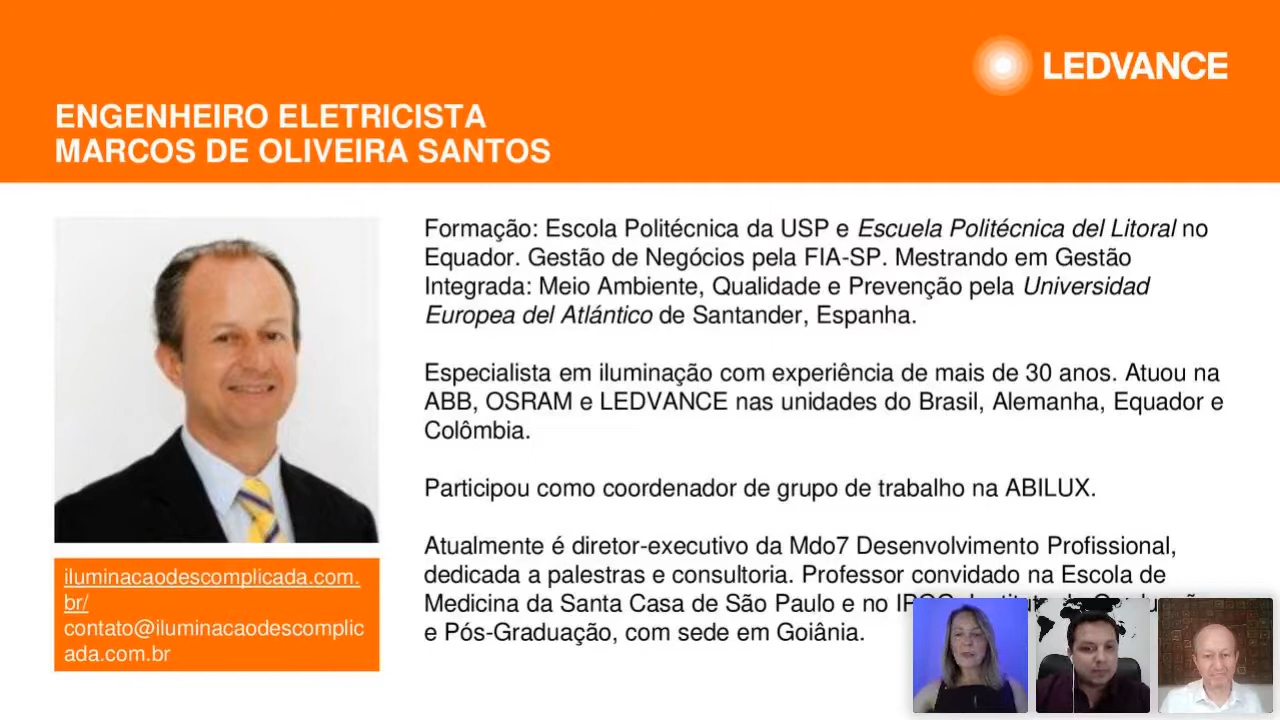 LEDVANCE
ENGENHEIRO ELETRICISTA
MARCOS DE OLIVEIRA SANTOS
Formação: Escola Politécnica da USP e Escuela Politécnica del Litoral no
Equador. Gestão de Negócios pela FIA-SP. Mestrando em Gestão
Integrada: Meio Ambiente, Qualidade e Prevenção pela Universidad
Europea del Atlántico de Santander, Espanha.
Especialista em iluminação com experiência de mais de 30 anos. Atuou na
ABB, OSRAM e LEDVANCE nas unidades do Brasil, Alemanha, Equador e
Colômbia.
Participou como coordenador de grupo de trabalho na ABILUX.
Atualmente é diretor-executivo da Mdo7 Desenvolvimento Profissional,
dedicada a palestras e consultoria. Professor convidado na Escola de
Medicina da Santa Casa de São Paulo e no
e Pós-Graduação, com sede em Goiânia.
iluminacaodescomplicada.com.
br/
contato@iluminacaodescomplic
ada.com.br